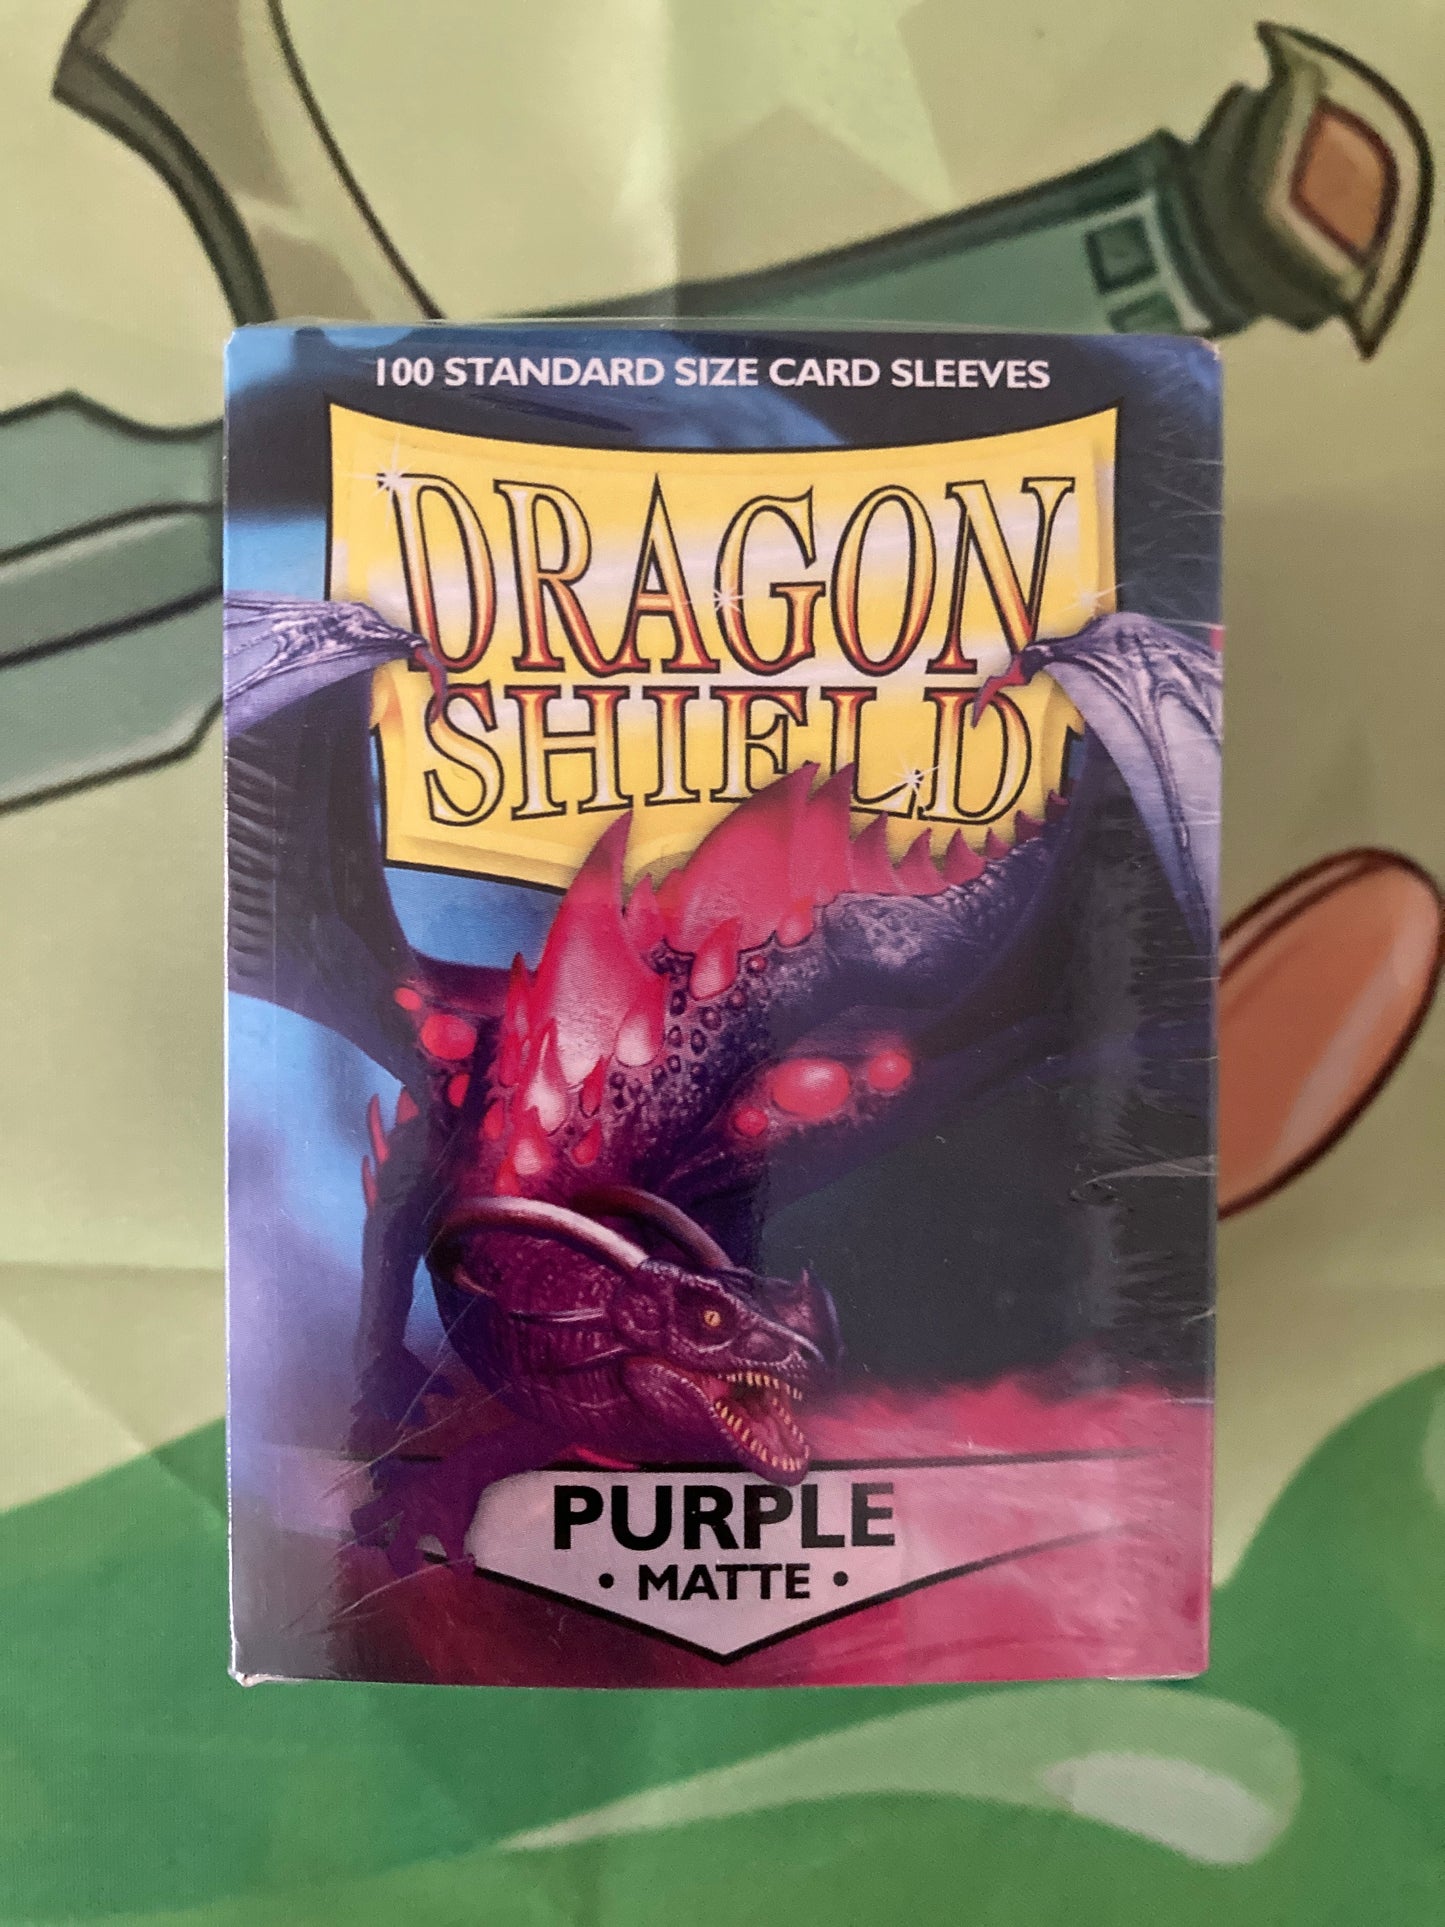 100 STANDARD SIZE CARD SLEEVES
DRAGON
SHIELD
PURPLE
• MATTE •